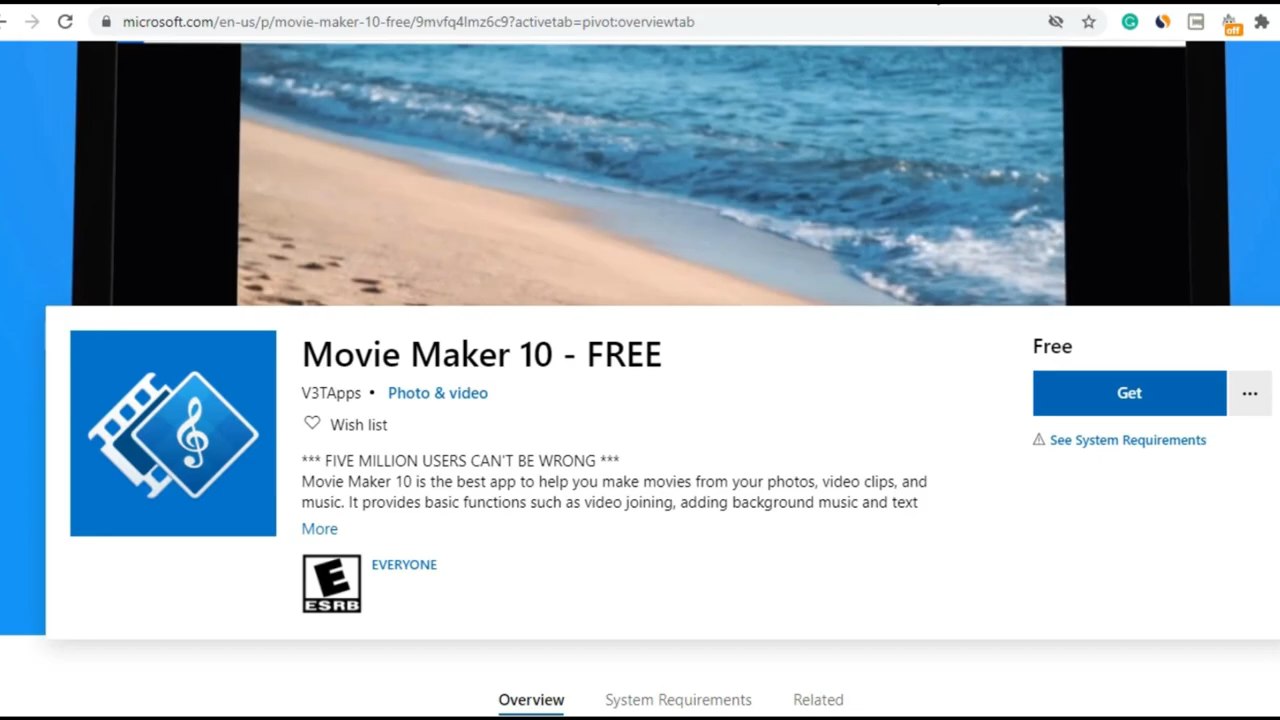 microsoft.com/en-us/p/movie-maker-10-free/9mvfq4lmz6c9?activetab=pivot:overviewtab
off
Movie Maker 10 - FREE
Free
V3TApps • Photo & video
Get
Wish list
See System Requirements
*** FIVE MILLION USERS CAN'T BE WRONG ***
Movie Maker 10 is the best app to help you make movies from your photos, video clips, and
music. It provides basic functions such as video joining, adding background music and text
More
E
ESRB
EVERYONE
Overview System Requirements Related